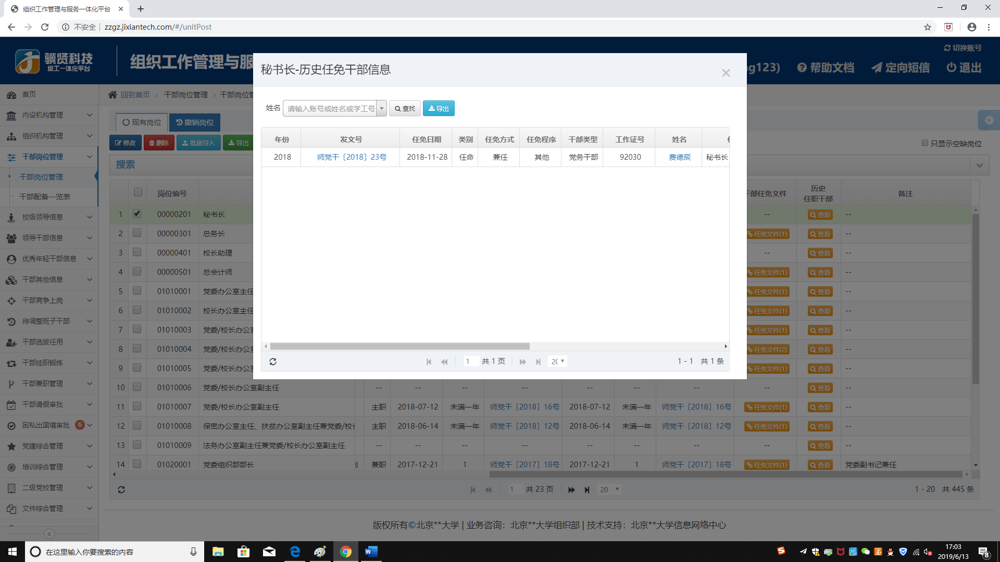 组织工作管理与服务一体化平台
不安全 zzgz.jixiantech.com/#/unitPost
骥贤科技
组工一体化平台
组织工作管理与服
切换账号
ng123) 帮助文档 定向短信 退出
首页
内设机构管理
组织机构管理
干部岗位管理
干部岗位管理
干部配备一览表
校级领导信息
领导干部信息
优秀年轻干部信息
干部其他信息
干部竞争上岗
待调整班子干部
干部选拔任用
干部挂职锻炼
干部兼职管理
干部请假审批
因私出国境审批 6
党建综合管理
培训综合管理
二级党校管理
文件综合管理
回到首页 干部岗位管理 干部岗位管
现有岗位 撤销岗位
修改 删除 批量导入 导出
只显示空缺岗位
搜索
秘书长-历史任免干部信息
姓名 请输入账号或姓名或学工号 查找 导出
年份 发文号 任免日期 类别 任免方式 任免程序 干部类型 工作证号 姓名
2018 师党干〔2018〕23号 2018-11-28 任命 兼任 其他 党务干部 92030 费德辰 秘书长
1 共 1 页 20 1 - 1 共 1 条
岗位编号 干部任免文件 历史 任职干部 备注
1 00000201 秘书长 -- 查看 --
2 00000301 总务长 任免文件(1) 查看 --
3 00000401 校长助理 -- 查看 --
4 00000501 总会计师 任免文件(1) 查看 --
5 01010001 党委办公室主任 任免文件(1) 查看 --
6 01010002 校长办公室主任 任免文件(1) 查看 --
7 01010003 党委/校长办公室 任免文件(1) 查看 --
8 01010004 党委/校长办公室 任免文件(2) 查看 --
9 01010005 党委/校长办公室 任免文件(1) 查看 --
10 01010006 党委/校长办公室副主任 -- -- -- -- -- -- -- -- 查看 --
11 01010007 党委/校长办公室副主任 主职 2018-07-12 未满一年 师党干〔2018〕16号 2018-07-12 未满一年 师党干〔2018〕16号 任免文件(1) 查看 --
12 01010008 保密办公室主任、扶贫办公室副主任兼党委/校长 主职 2018-06-14 未满一年 师党干〔2018〕12号 2018-06-14 未满一年 师党干〔2018〕12号 任免文件(1) 查看 --
13 01010009 法务办公室副主任兼党委/校长办公室副主任 -- -- -- -- -- -- -- -- 查看 --
14 01020001 党委组织部部长 兼职 2017-12-21 1 师党干〔2017〕18号 2017-12-21 1 师党干〔2017〕18号 任免文件(1) 查看 党委副书记兼任
1 共 23 页 20 1 - 20 共 445 条
版权所有©北京**大学 | 业务咨询：北京**大学组织部 | 技术支持：北京**大学信息网络中心
在这里输入你要搜索的内容
17:03
2019/6/13
8